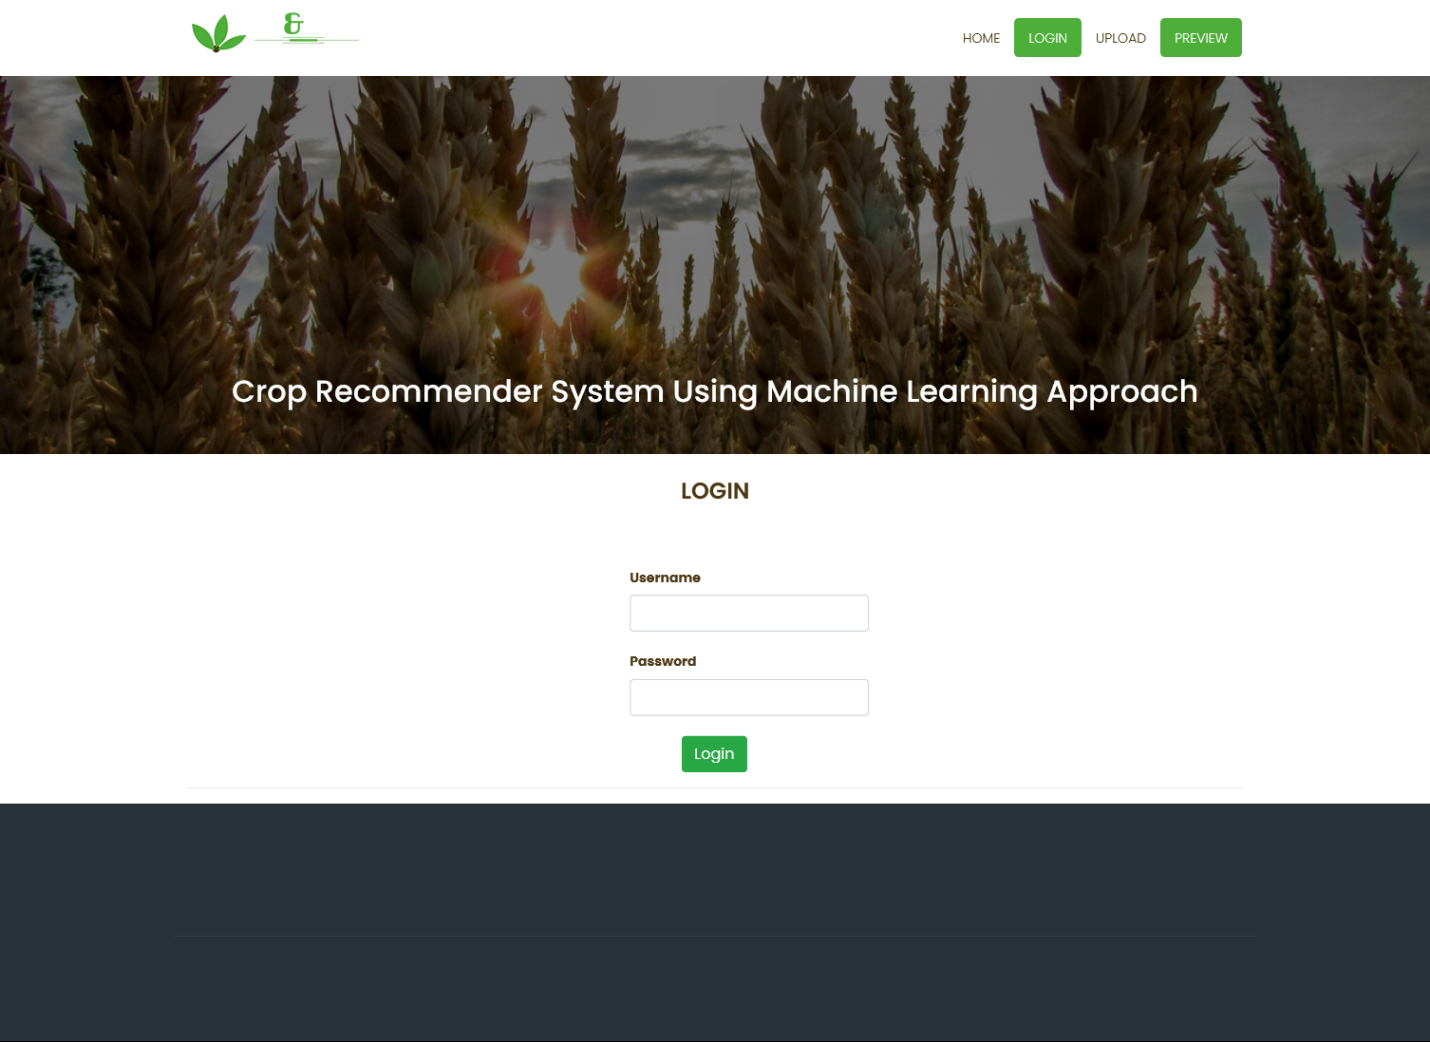 &
HOME LOGIN UPLOAD PREVIEW
Crop Recommender System Using Machine Learning Approach
LOGIN
Username
Password
Login